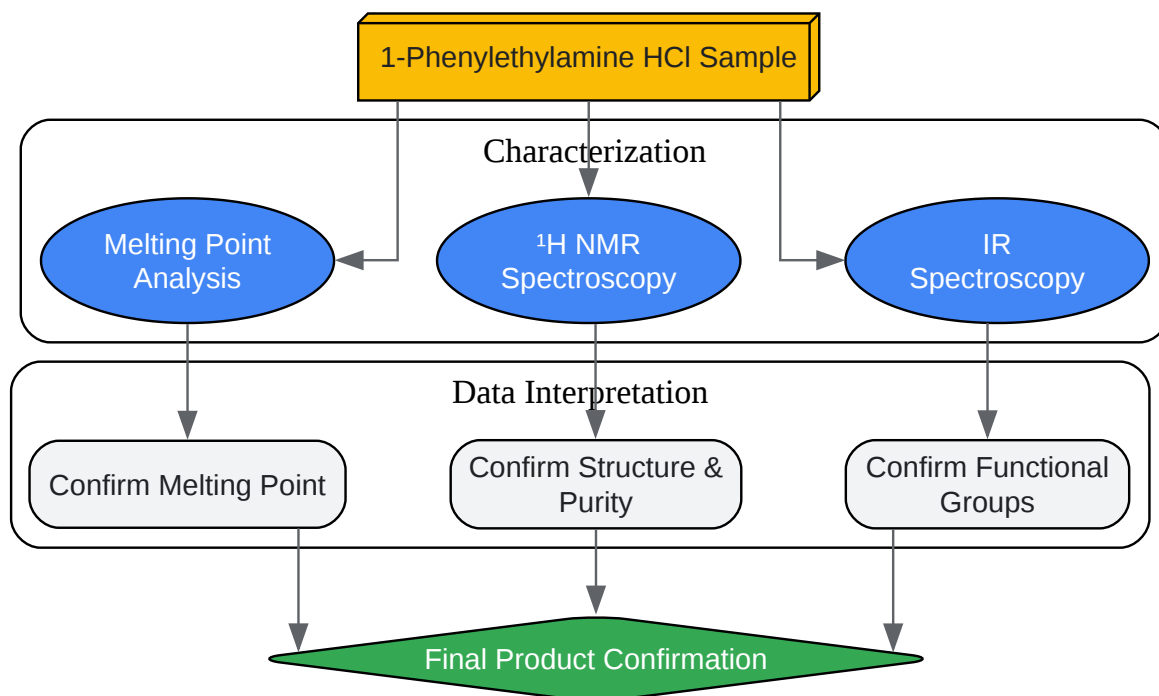 1-Phenylethylamine HCl Sample
Characterization
Melting Point
Analysis
¹H NMR
Spectroscopy
IR
Spectroscopy
Data Interpretation
Confirm Melting Point
Confirm Structure &
Purity
Confirm Functional
Groups
Final Product Confirmation